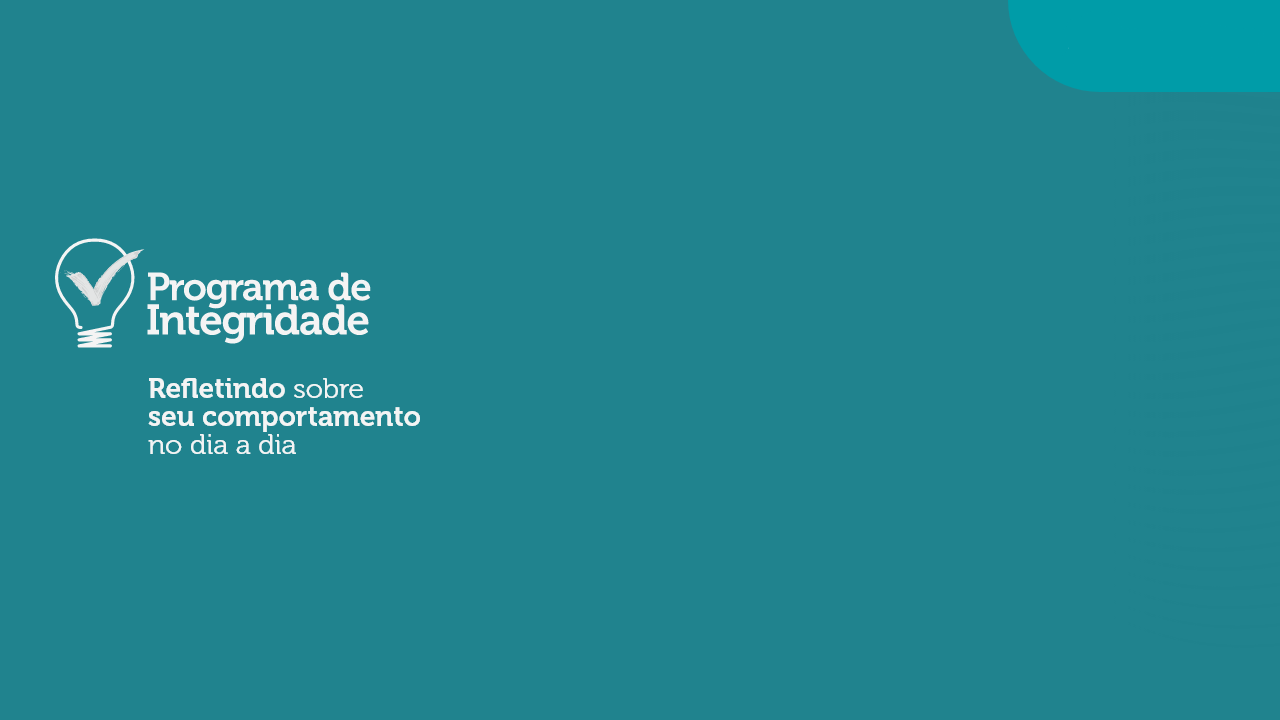 Programa de
Integridade
Refletindo sobre
seu comportamento
no dia a dia